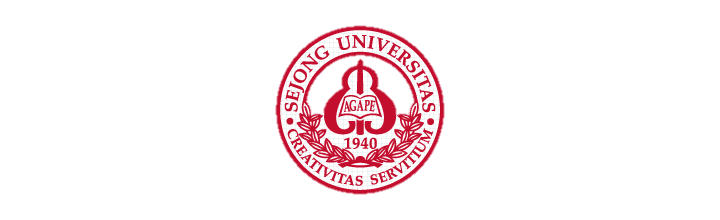 SEJONG UNIVERSITAS
AGAPE
1940
CREATIVITAS SERVITIUM